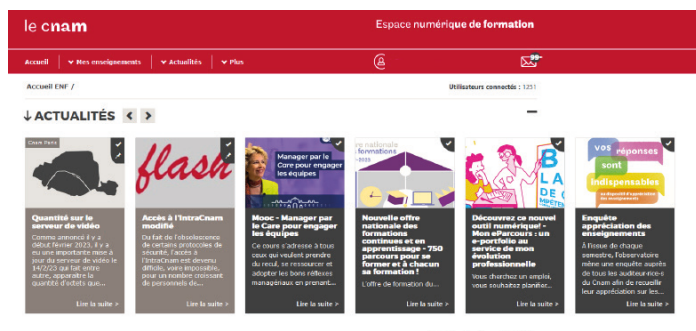 le cnam
Espace numérique de formation
Accueil
Mes enseignements
Actualités
Plus
99+
Accueil ENF /
Utilisateurs connectés : 1231
ACTUALITÉS
Cnam Paris
Quantité sur le
serveur de vidéo
Comme annoncé il y a
début février 2023, il y a
eu une importante mise à
jour du serveur de vidéo le
14/2/23 qui fait entre
autre, apparaitre la
quantité d'octets que...
Lire la suite >
flash
Accès à l'IntraCnam
modifié
Du fait de l'obsolescence
de certains protocoles de
sécurité, l'accès à
l'IntraCnam est devenu
difficile, voire impossible,
pour un nombre croissant
de personnels de...
Lire la suite >
Manager par le
Care pour engager
les équipes
Mooc - Manager par
le Care pour engager
les équipes
Ce cours s'adresse à tous
ceux qui veulent prendre
du recul, se ressourcer et
adopter les bons réflexes
managériaux en prenant...
Lire la suite >
re nationale
formations
-2023
Nouvelle offre
nationale des
formations
continues et en
apprentissage - 750
parcours pour se
former et à chacun
sa formation !
L'offre de formation du...
Lire la suite >
B
LA
DE C
MPÉTEN
Découvrez ce nouvel
outil numérique! -
Mon eParcours : un
e-portfolio au
service de mon
évolution
professionnelle
Vous cherchez un emploi,
vous souhaitez planifier...
Lire la suite >
vos réponses
sont
indispensables
Enquête
appréciation des
enseignements
À l'issue de chaque
semestre, l'observatoire
mène une enquête auprès
de tous les auditeur-rice-s
du Cnam afin de recueillir
leur appréciation sur les...
Lire la suite >